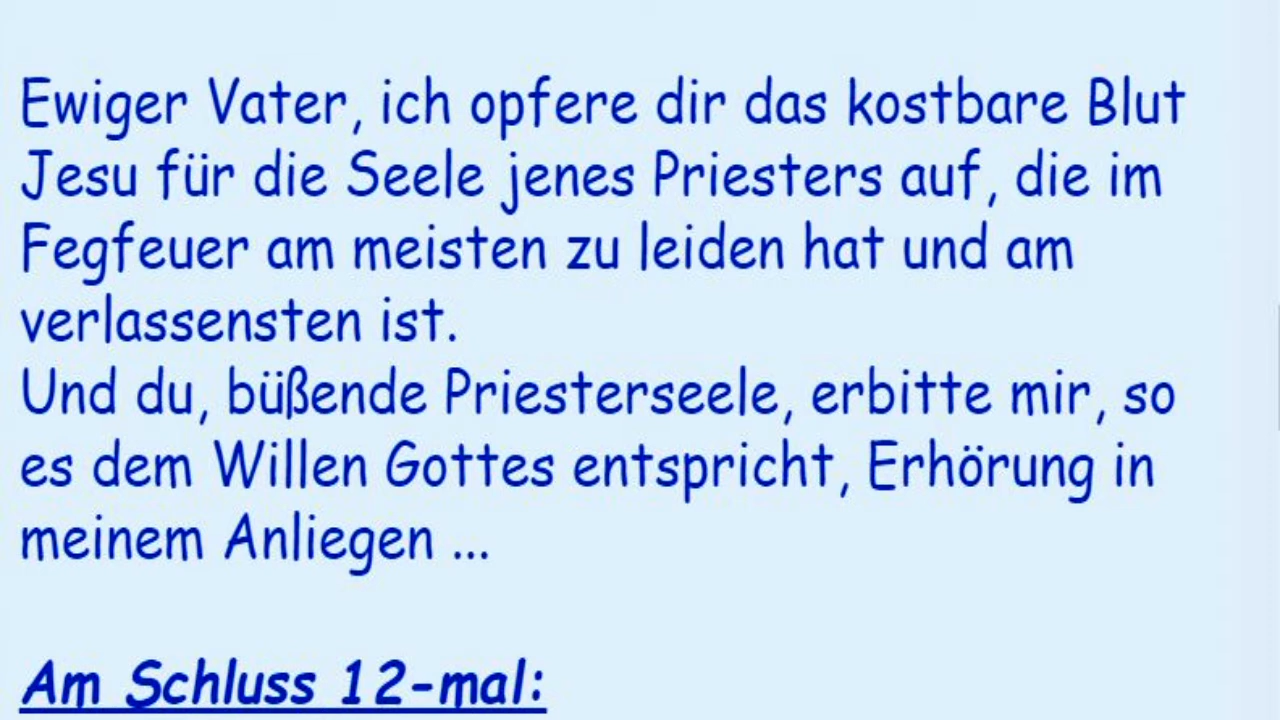 Ewiger Vater, ich opfere dir das kostbare Blut
Jesu für die Seele jenes Priesters auf, die im
Fegfeuer am meisten zu leiden hat und am
verlassensten ist.
Und du, büßende Priesterseele, erbitte mir, so
es dem Willen Gottes entspricht, Erhörung in
meinem Anliegen ...
Am Schluss 12-mal: